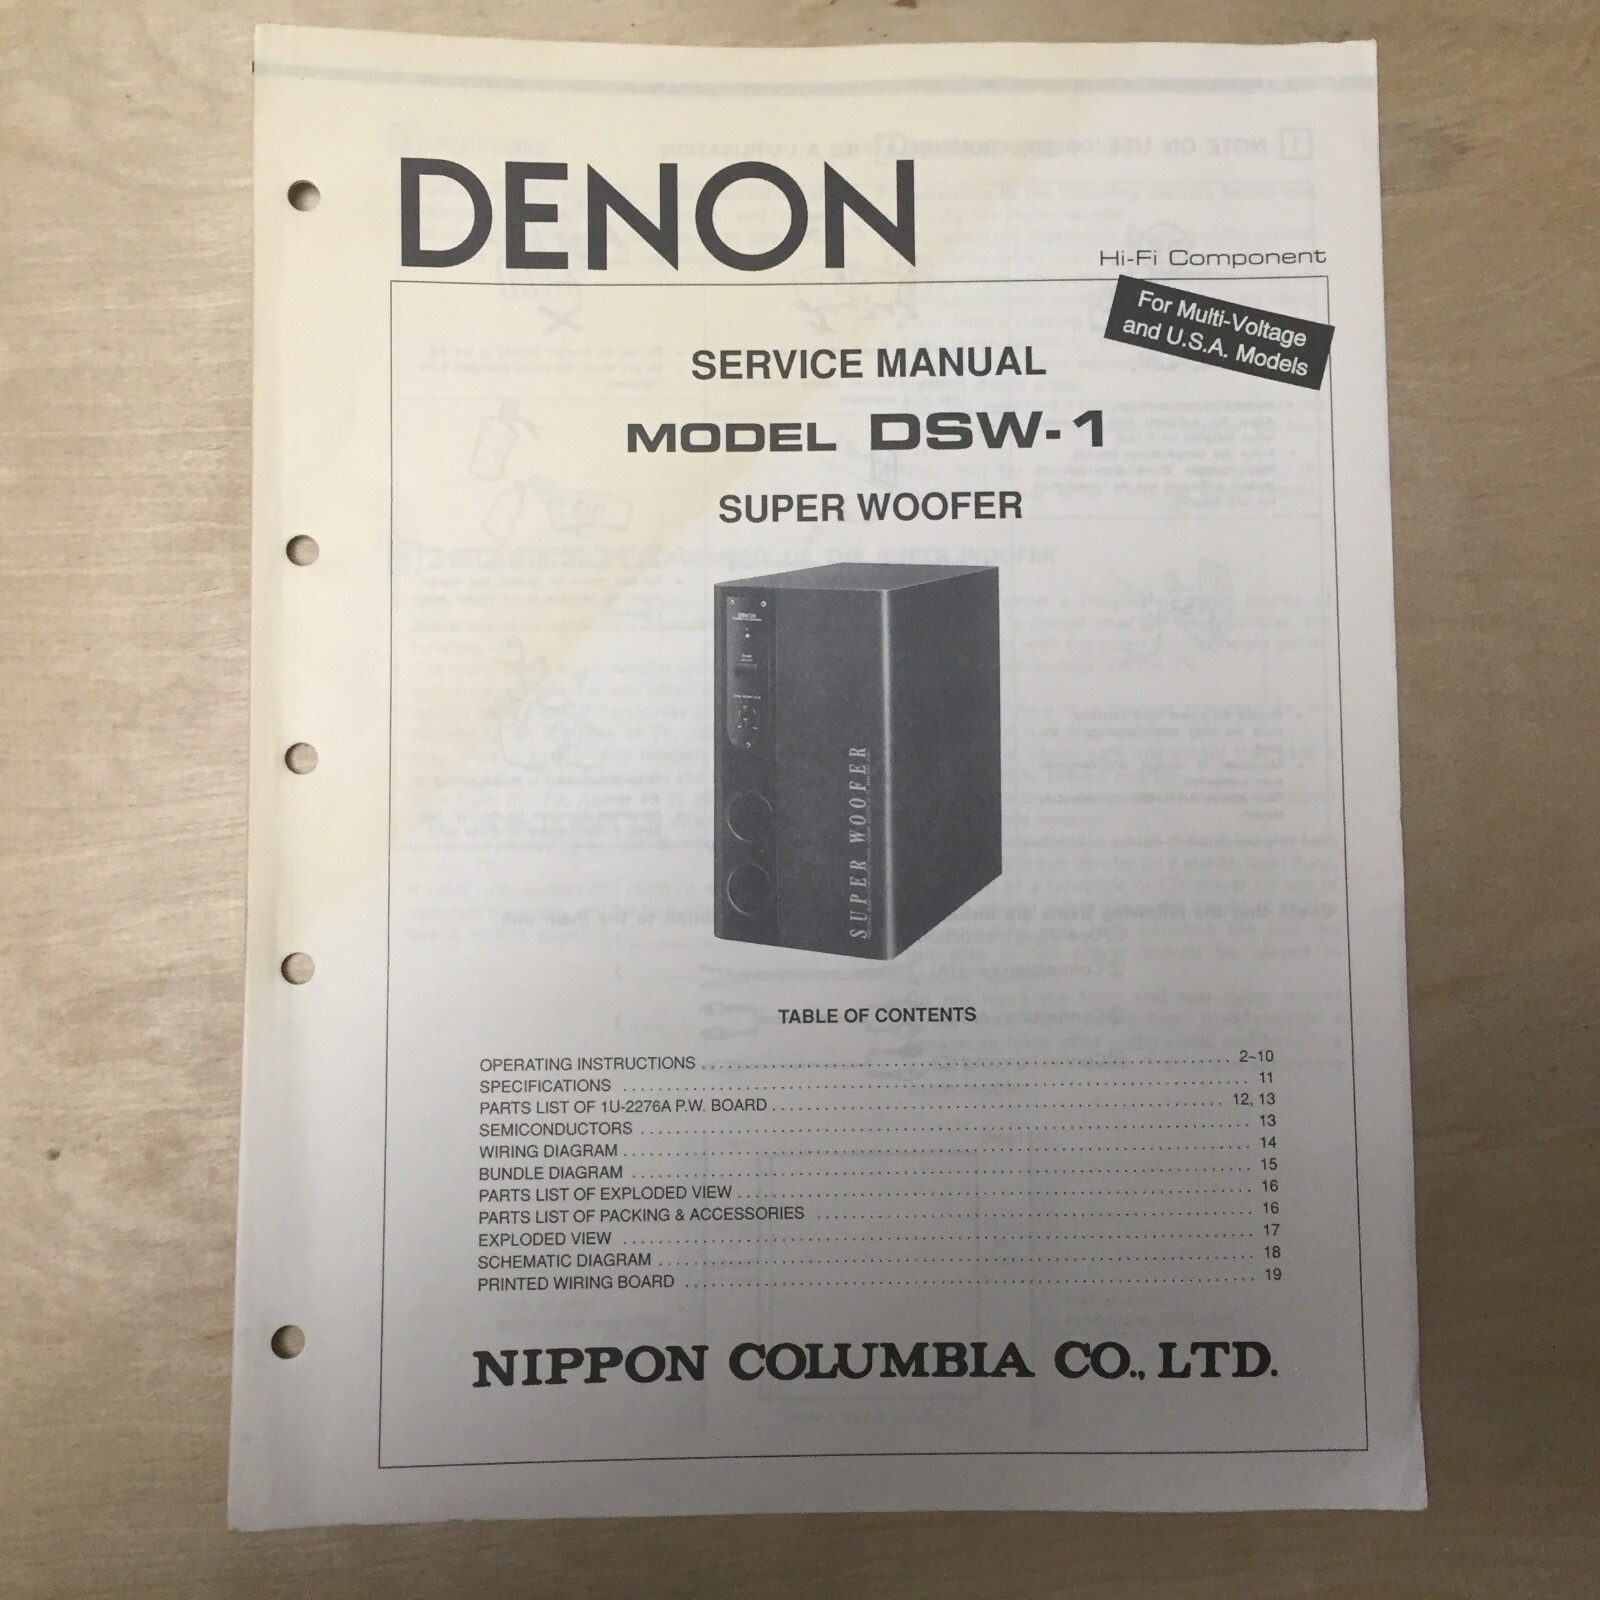 DENON
Hi-Fi Component
For Multi-Voltage
and U.S.A. Models
SERVICE MANUAL
MODEL DSW-1
SUPER WOOFER
DENON
SUPER WOOFER
TABLE OF CONTENTS
OPERATING INSTRUCTIONS 2~10
SPECIFICATIONS 11
PARTS LIST OF 1U-2276A P.W. BOARD 12, 13
SEMICONDUCTORS 13
WIRING DIAGRAM 14
BUNDLE DIAGRAM 15
PARTS LIST OF EXPLODED VIEW 16
PARTS LIST OF PACKING & ACCESSORIES 16
EXPLODED VIEW 17
SCHEMATIC DIAGRAM 18
PRINTED WIRING BOARD 19
NIPPON COLUMBIA CO., LTD.